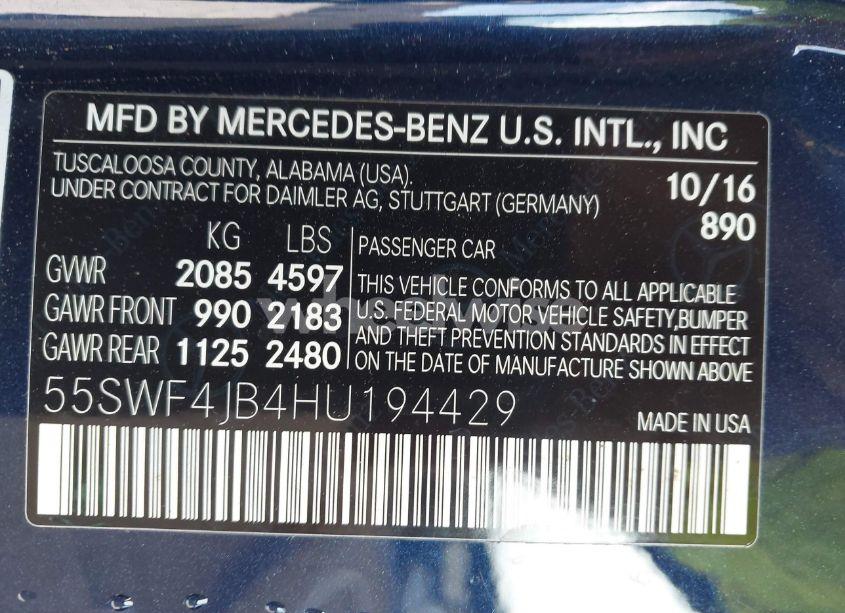 MFD BY MERCEDES-BENZ U.S. INTL., INC
TUSCALOOSA COUNTY, ALABAMA (USA).
UNDER CONTRACT FOR DAIMLER AG, STUTTGART (GERMANY)
10/16
890
KG LBS
GVWR 2085 4597
GAWR FRONT 990 2183
GAWR REAR 1125 2480
PASSENGER CAR
THIS VEHICLE CONFORMS TO ALL APPLICABLE
U.S. FEDERAL MOTOR VEHICLE SAFETY,BUMPER
AND THEFT PREVENTION STANDARDS IN EFFECT
ON THE DATE OF MANUFACTURE SHOWN ABOVE
55SWF4JB4HU194429
MADE IN USA